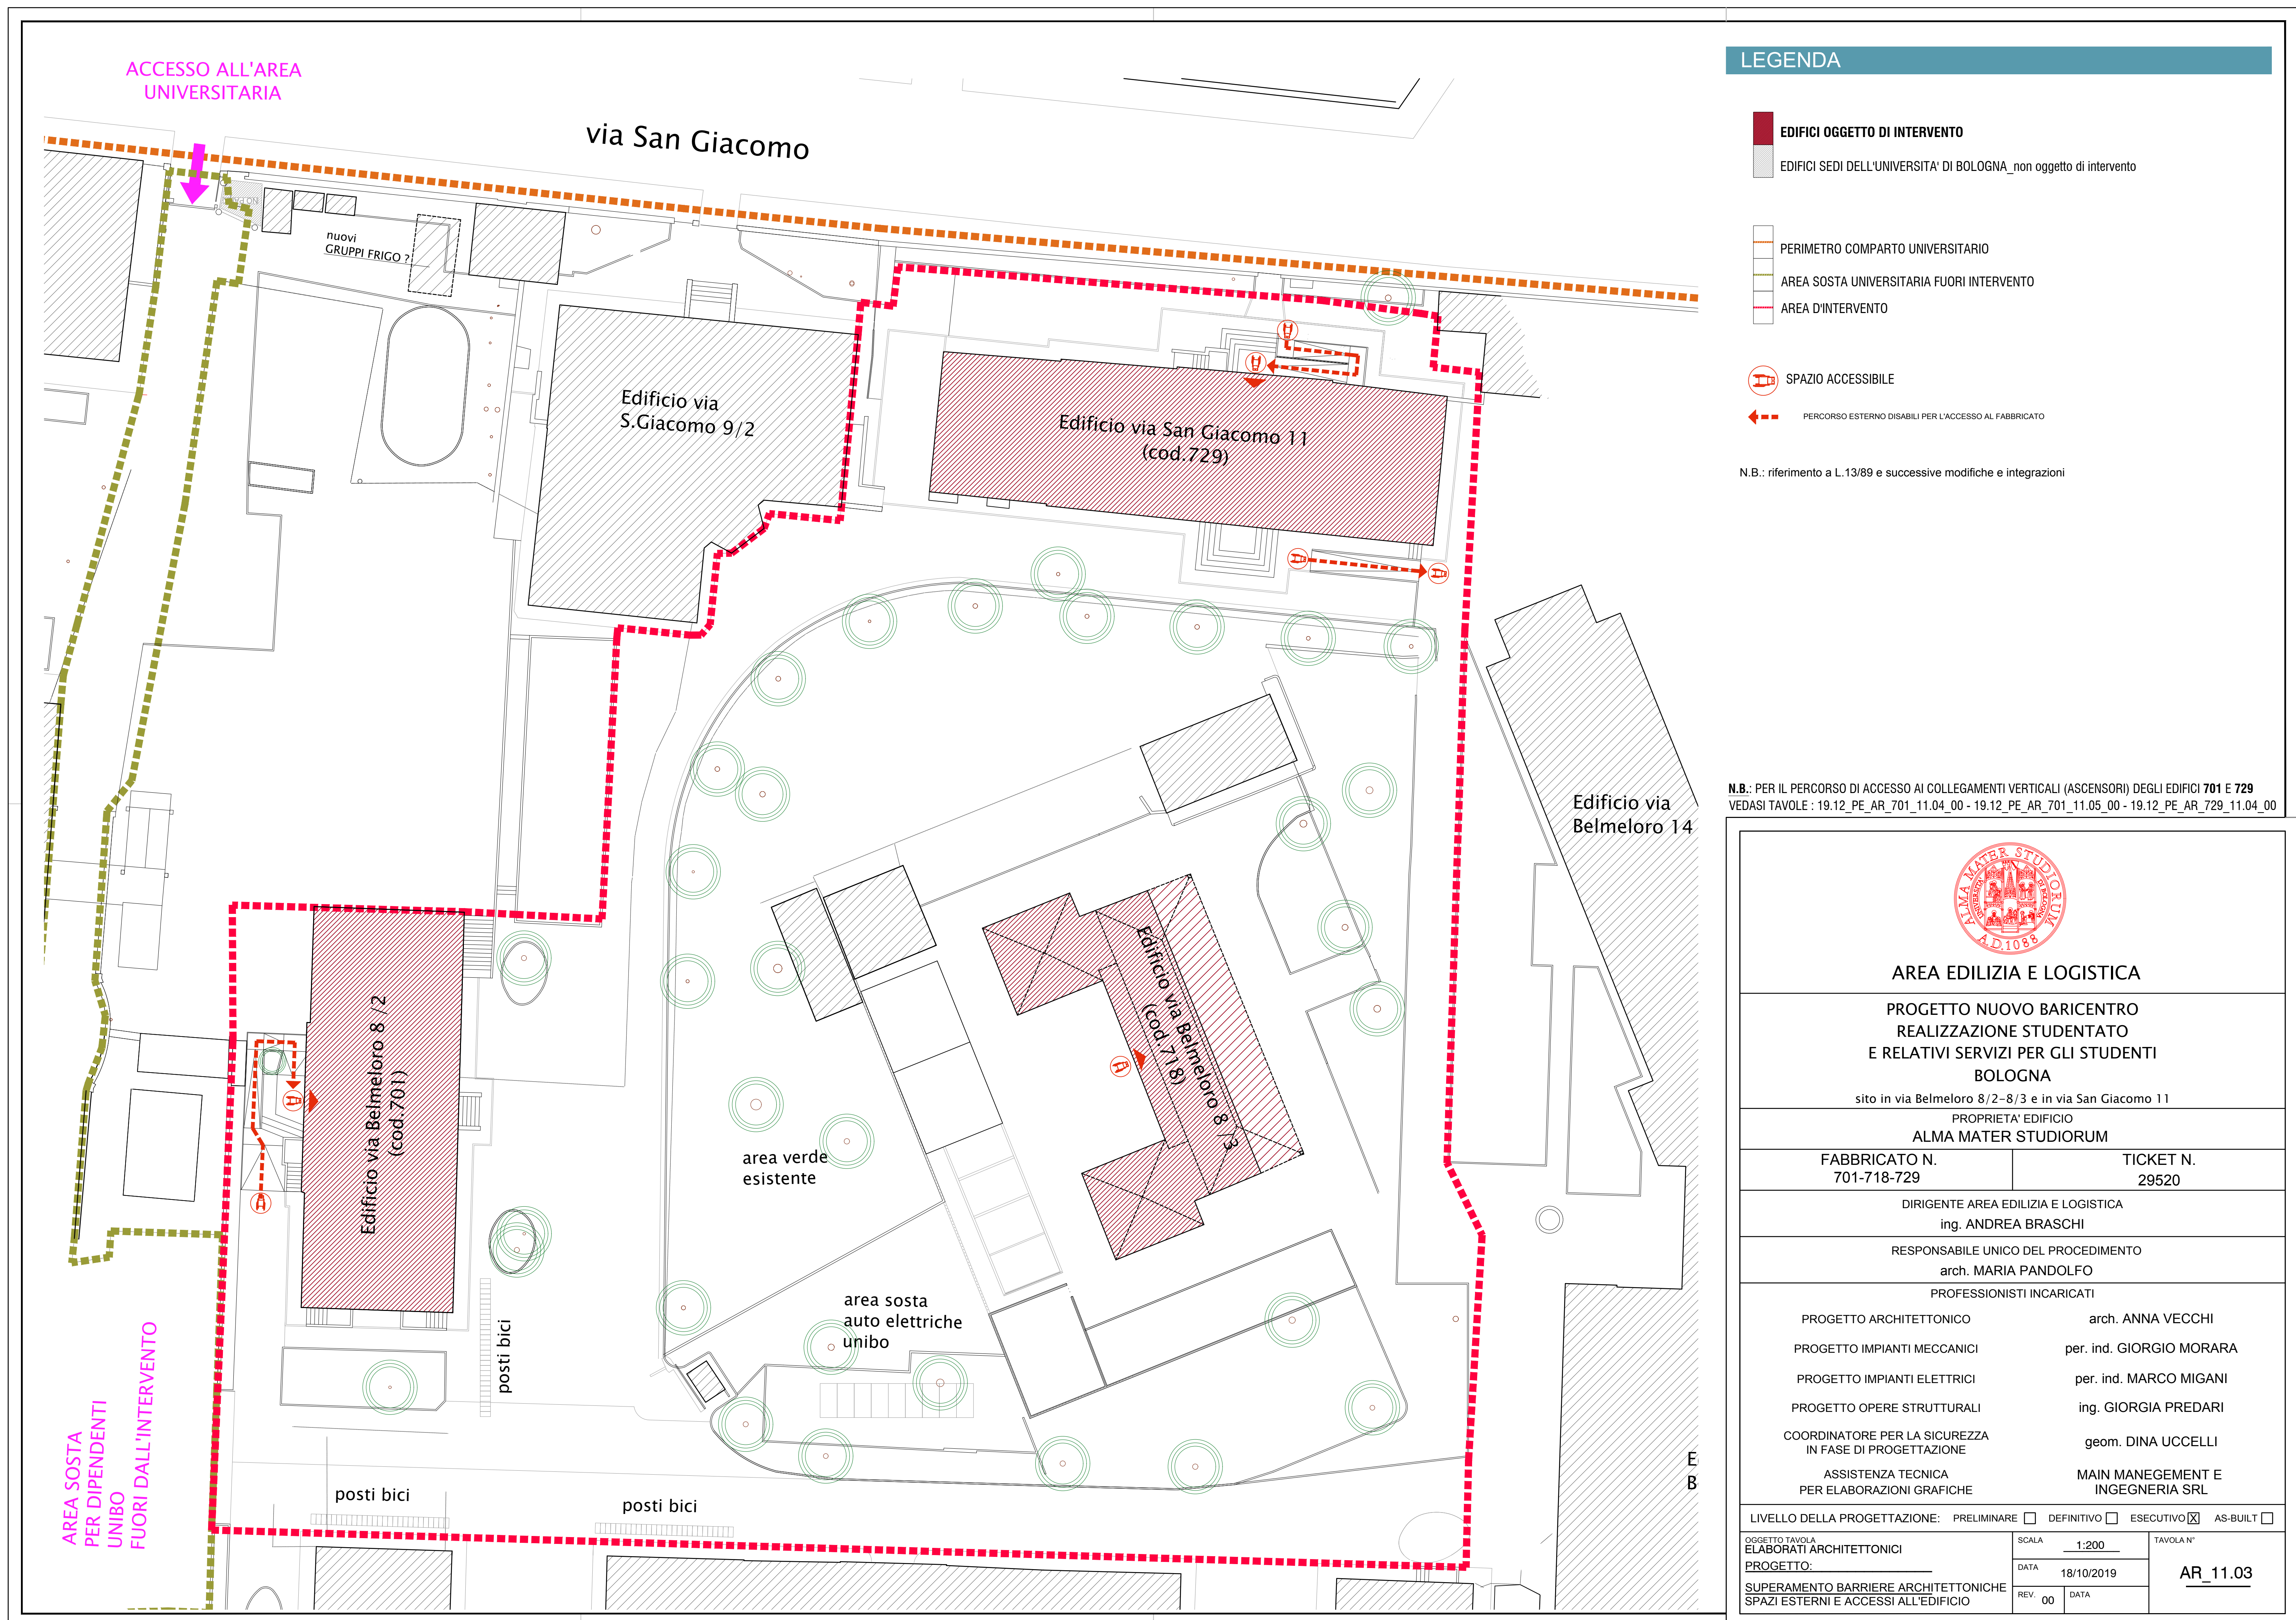 ACCESSO ALL'AREA
UNIVERSITARIA
via San Giacomo
nuovi
GRUPPI FRIGO ?
Edificio via
S.Giacomo 9/2
Edificio via San Giacomo 11
(cod.729)
Edificio via
Belmeloro 14
Edificio via Belmeloro 8 /3
(cod.718)
Edificio via Belmeloro 8 /2
(cod.701)
area verde
esistente
area sosta
auto elettriche
unibo
posti bici
posti bici
posti bici
AREA SOSTA
PER DIPENDENTI
UNIBO
FUORI DALL'INTERVENTO
E
B
LEGENDA
EDIFICI OGGETTO DI INTERVENTO
EDIFICI SEDI DELL'UNIVERSITA' DI BOLOGNA_non oggetto di intervento
PERIMETRO COMPARTO UNIVERSITARIO
AREA SOSTA UNIVERSITARIA FUORI INTERVENTO
AREA D'INTERVENTO
SPAZIO ACCESSIBILE
PERCORSO ESTERNO DISABILI PER L'ACCESSO AL FABBRICATO
N.B.: riferimento a L.13/89 e successive modifiche e integrazioni
N.B.: PER IL PERCORSO DI ACCESSO AI COLLEGAMENTI VERTICALI (ASCENSORI) DEGLI EDIFICI 701 E 729
VEDASI TAVOLE : 19.12_PE_AR_701_11.04_00 - 19.12_PE_AR_701_11.05_00 - 19.12_PE_AR_729_11.04_00
ALMA MATER STUDIORUM
A.D.1088
AREA EDILIZIA E LOGISTICA
PROGETTO NUOVO BARICENTRO
REALIZZAZIONE STUDENTATO
E RELATIVI SERVIZI PER GLI STUDENTI
BOLOGNA
sito in via Belmeloro 8/2-8/3 e in via San Giacomo 11
PROPRIETA' EDIFICIO
ALMA MATER STUDIORUM
FABBRICATO N.
701-718-729
TICKET N.
29520
DIRIGENTE AREA EDILIZIA E LOGISTICA
ing. ANDREA BRASCHI
RESPONSABILE UNICO DEL PROCEDIMENTO
arch. MARIA PANDOLFO
PROFESSIONISTI INCARICATI
PROGETTO ARCHITETTONICO arch. ANNA VECCHI
PROGETTO IMPIANTI MECCANICI per. ind. GIORGIO MORARA
PROGETTO IMPIANTI ELETTRICI per. ind. MARCO MIGANI
PROGETTO OPERE STRUTTURALI ing. GIORGIA PREDARI
COORDINATORE PER LA SICUREZZA
IN FASE DI PROGETTAZIONE
geom. DINA UCCELLI
ASSISTENZA TECNICA
PER ELABORAZIONI GRAFICHE
MAIN MANEGEMENT E
INGEGNERIA SRL
LIVELLO DELLA PROGETTAZIONE: PRELIMINARE DEFINITIVO ESECUTIVO X AS-BUILT
OGGETTO TAVOLA
ELABORATI ARCHITETTONICI
PROGETTO:
SUPERAMENTO BARRIERE ARCHITETTONICHE
SPAZI ESTERNI E ACCESSI ALL'EDIFICIO
SCALA 1:200
DATA 18/10/2019
REV. 00 DATA
TAVOLA N°
AR_11.03